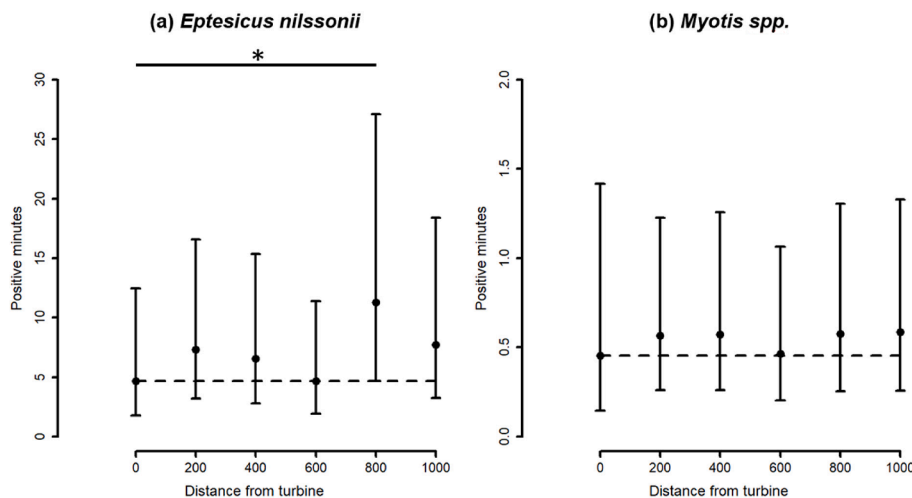 (a) Eptesicus nilssonii
*
30
25
20
15
10
5
0
Positive minutes
0 200 400 600 800 1000
Distance from turbine
(b) Myotis spp.
2.0
1.5
1.0
0.5
0.0
Positive minutes
0 200 400 600 800 1000
Distance from turbine